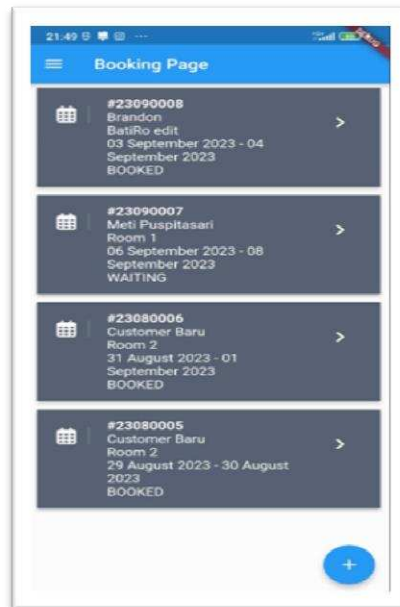 21:49
Booking Page
#23090008
Brandon
BatiRo edit
03 September 2023 - 04
September 2023
BOOKED
#23090007
Meti Puspitasari
Room 1
06 September 2023 - 08
September 2023
WAITING
#23080006
Customer Baru
Room 2
31 August 2023 - 01
September 2023
BOOKED
#23080005
Customer Baru
Room 2
29 August 2023 - 30 August
2023
BOOKED